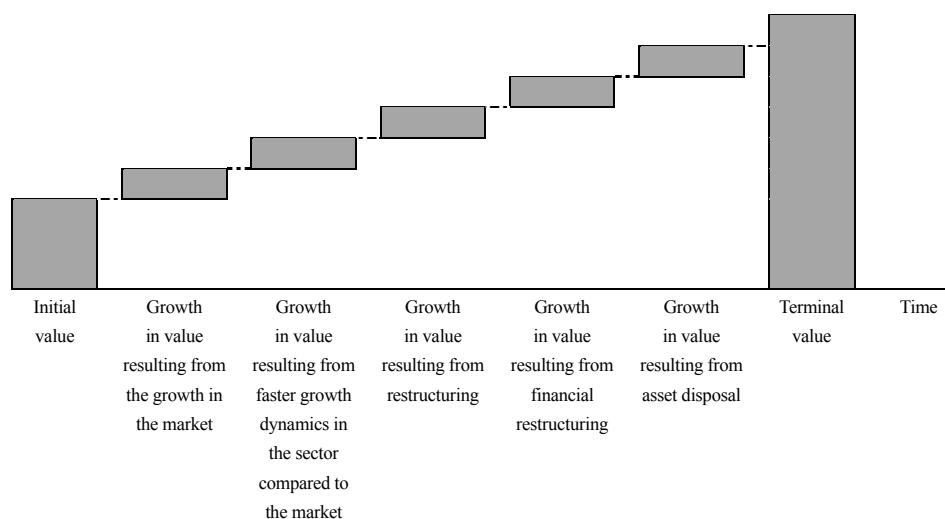 Initial
value
Growth
in value
resulting from
the growth in
the market
Growth
in value
resulting from
faster growth
dynamics in
the sector
compared to
the market
Growth
in value
resulting from
restructuring
Growth
in value
resulting from
financial
restructuring
Growth
in value
resulting from
asset disposal
Terminal
value
Time